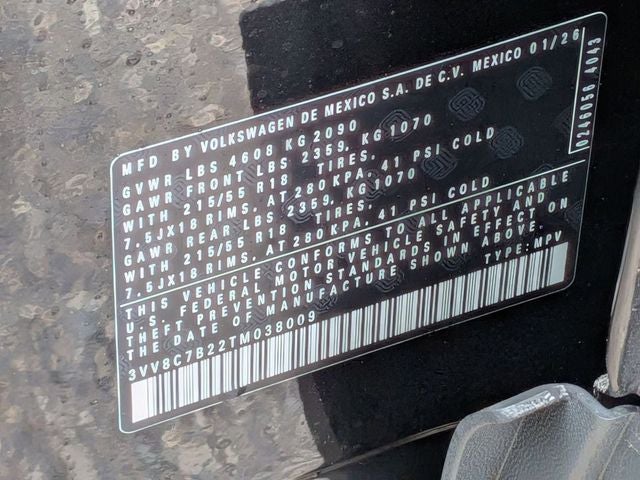 MFD BY VOLKSWAGEN DE MEXICO S.A. DE C.V. MEXICO 01/26
GVWR LBS 4608 KG 2090
GAWR FRONT LBS 2359, KG 1070
WITH 215/55 R18 TIRES,
7.5JX18 RIMS, AT 280 KPA, 41 PSI COLD
GAWR REAR LBS 2359, KG 1070
WITH 215/55 R18 TIRES,
7.5JX18 RIMS, AT 280 KPA, 41 PSI COLD
THIS VEHICLE CONFORMS TO ALL APPLICABLE
U.S. FEDERAL MOTOR VEHICLE SAFETY AND
THEFT PREVENTION STANDARDS IN EFFECT ON
THE DATE OF MANUFACTURE SHOWN ABOVE.
3VV8C7B22TM038009 TYPE: MPV
0246056 4043